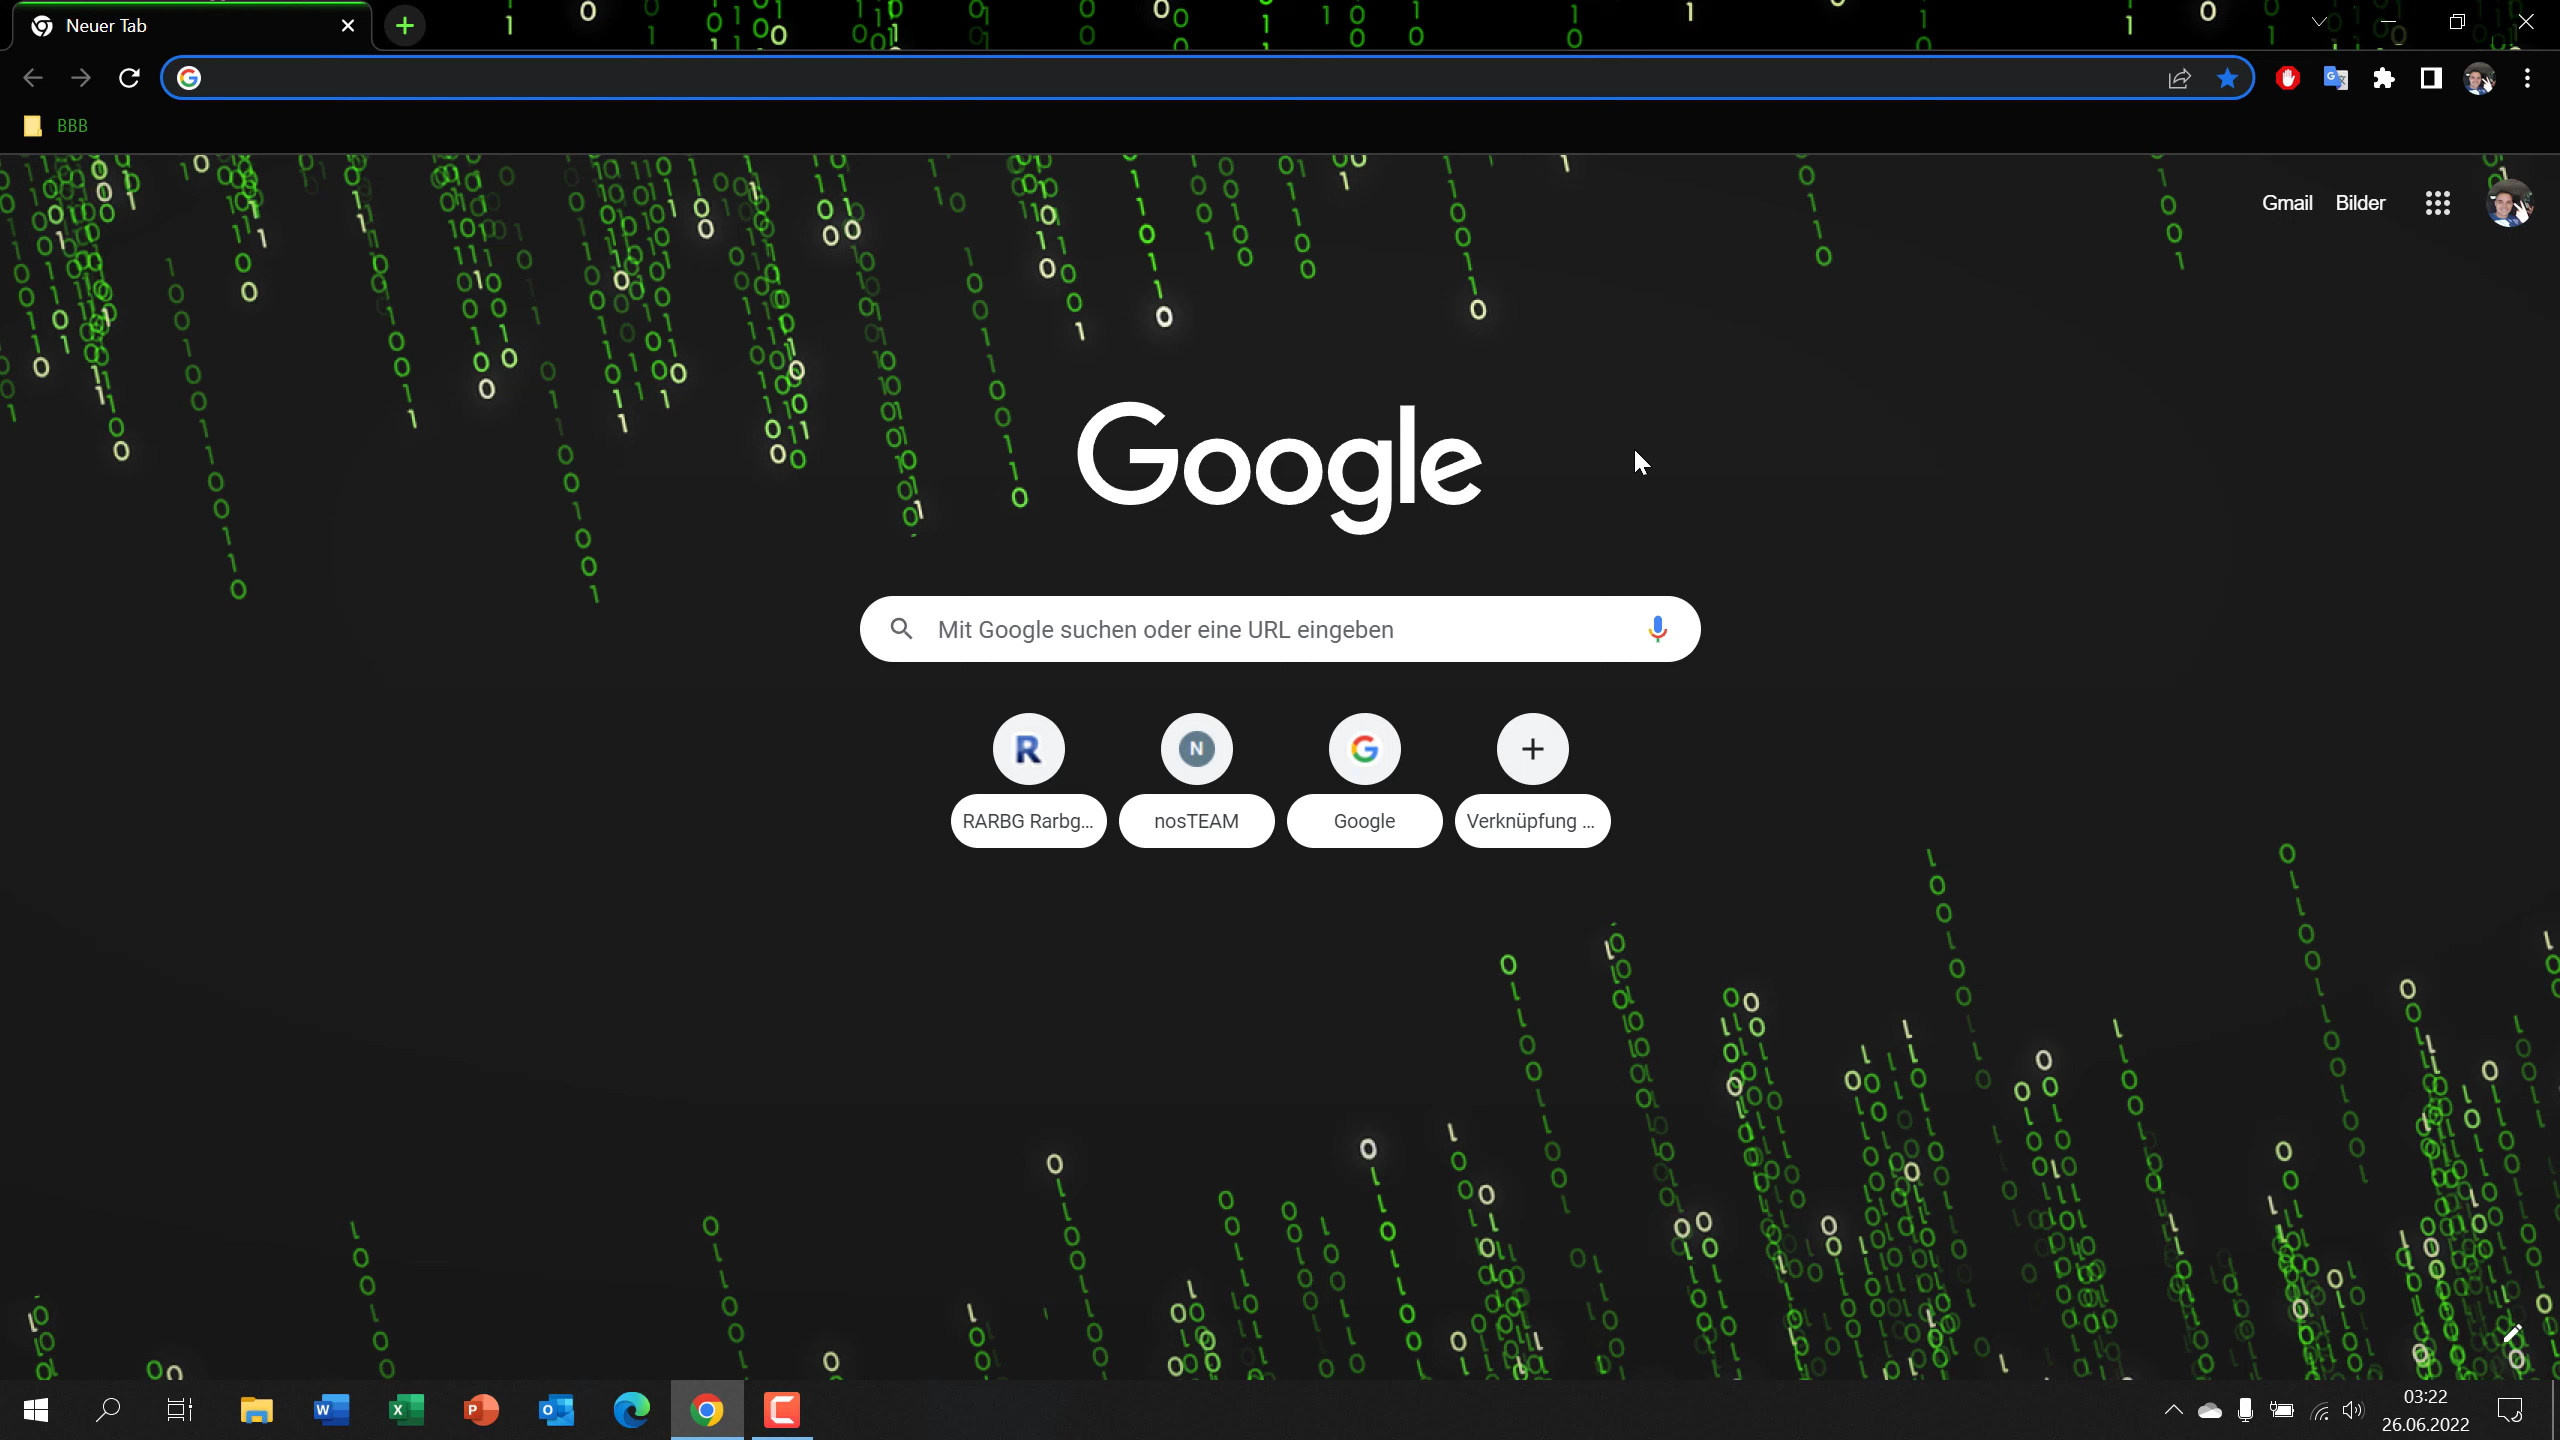 Neuer Tab
BBB
Gmail Bilder
Google
Mit Google suchen oder eine URL eingeben
R N G
RARBG Rarbg... nosTEAM Google Verknüpfung ...
03:22
26.06.2022